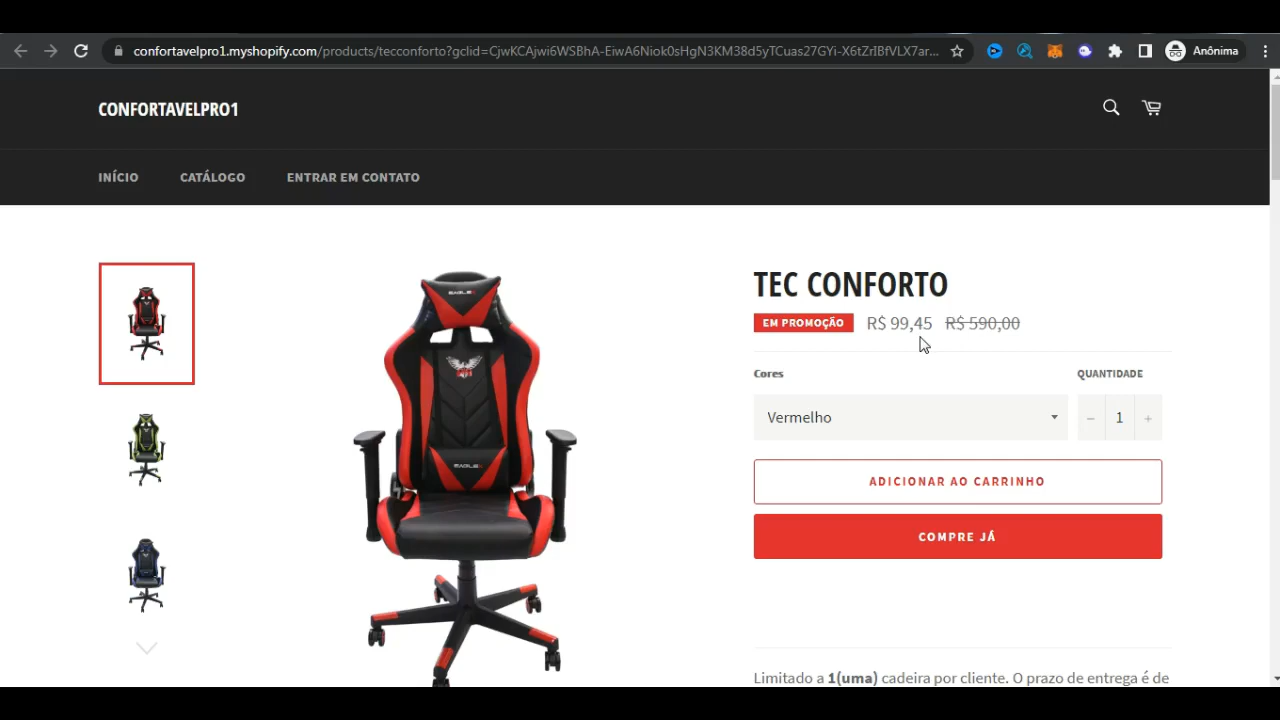 confortavelpro1.myshopify.com/products/tecconforto?gclid=CjwKCAjwi6WSBhA-EiwA6Niok0sHgN3KM38d5yTCuas27GYi-X6tZrIBfVLX7ar...
Anônima
CONFORTAVELPRO1
INÍCIO CATÁLOGO ENTRAR EM CONTATO
TEC CONFORTO
EM PROMOÇÃO R$ 99,45 R$ 590,00
Cores QUANTIDADE
Vermelho − 1 +
ADICIONAR AO CARRINHO
COMPRE JÁ
Limitado a 1(uma) cadeira por cliente. O prazo de entrega é de